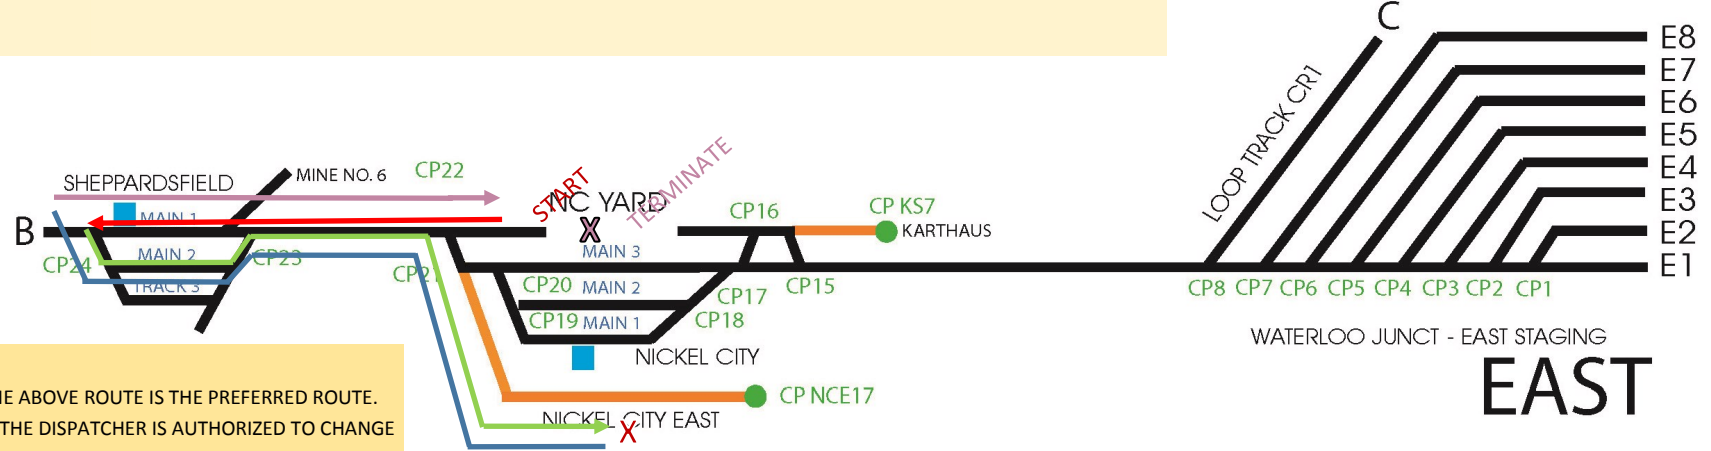 C
E8
E7
E6
E5
E4
E3
E2
E1
LOOP TRACK CR1
SHEPPARDSFIELD
MINE NO. 6
CP22
START
NC YARD
TERMINATE
X
B
MAIN 1
MAIN 2
TRACK 3
CP24
CP23
CP21
MAIN 3
CP20
MAIN 2
CP19
MAIN 1
CP16
CP KS7
KARTHAUS
CP17
CP15
CP18
NICKEL CITY
CP NCE17
NICKEL CITY EAST
X
CP8
CP7
CP6
CP5
CP4
CP3
CP2
CP1
WATERLOO JUNCT - EAST STAGING
EAST
ABOVE ROUTE IS THE PREFERRED ROUTE.
THE DISPATCHER IS AUTHORIZED TO CHANGE